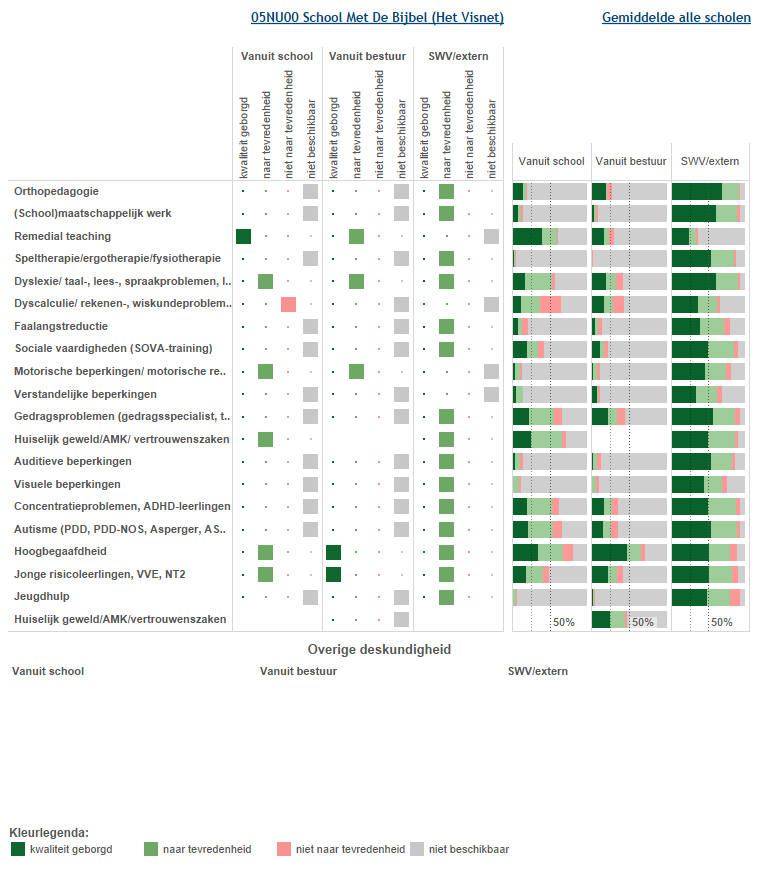 05NU00 School Met De Bijbel (Het Visnet) Gemiddelde alle scholen
Vanuit school Vanuit bestuur SWV/extern
kwaliteit geborgd naar tevredenheid niet naar tevredenheid niet beschikbaar kwaliteit geborgd naar tevredenheid niet naar tevredenheid niet beschikbaar kwaliteit geborgd naar tevredenheid niet naar tevredenheid niet beschikbaar
Vanuit school Vanuit bestuur SWV/extern
Orthopedagogie
(School)maatschappelijk werk
Remedial teaching
Speltherapie/ergotherapie/fysiotherapie
Dyslexie/ taal-, lees-, spraakproblemen, l..
Dyscalculie/ rekenen-, wiskundeproblem..
Faalangstreductie
Sociale vaardigheden (SOVA-training)
Motorische beperkingen/ motorische re..
Verstandelijke beperkingen
Gedragsproblemen (gedragsspecialist, t..
Huiselijk geweld/AMK/ vertrouwenszaken
Auditieve beperkingen
Visuele beperkingen
Concentratieproblemen, ADHD-leerlingen
Autisme (PDD, PDD-NOS, Asperger, AS..
Hoogbegaafdheid
Jonge risicoleerlingen, VVE, NT2
Jeugdhulp
Huiselijk geweld/AMK/vertrouwenszaken 50% 50% 50%
Overige deskundigheid
Vanuit school Vanuit bestuur SWV/extern
Kleurlegenda:
kwaliteit geborgd naar tevredenheid niet naar tevredenheid niet beschikbaar